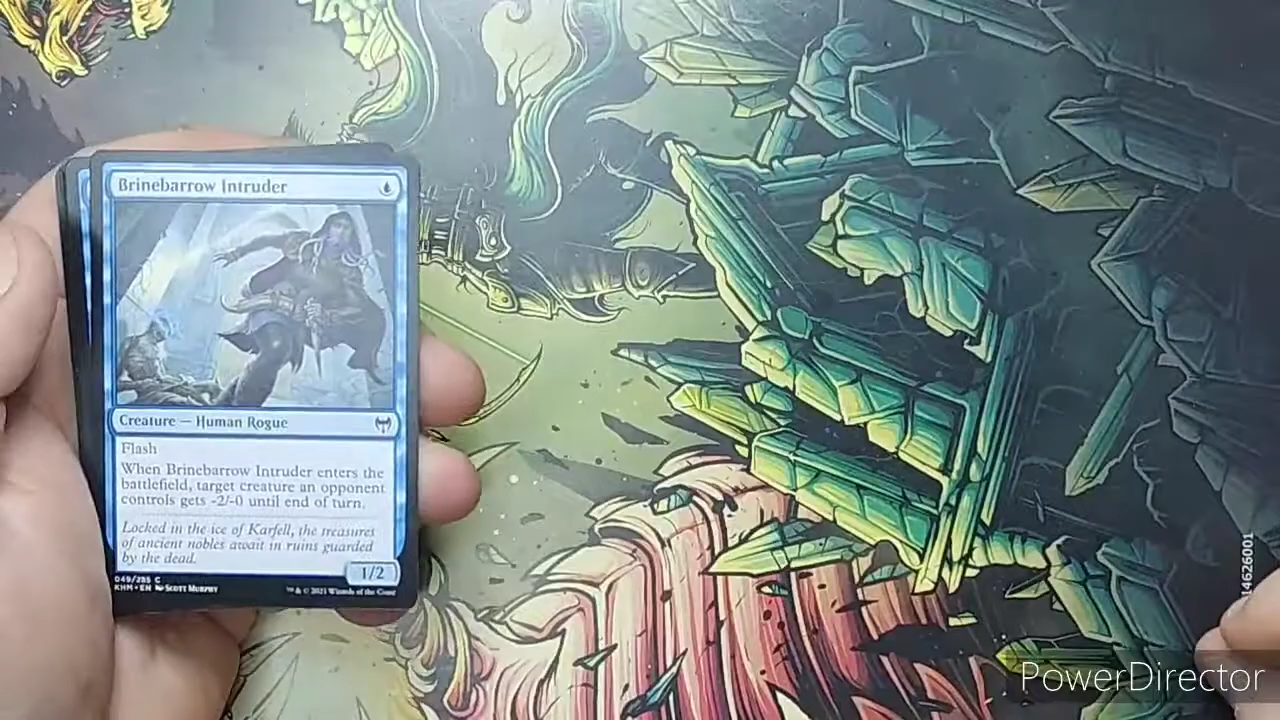 Brinebarrow Intruder
Creature — Human Rogue
Flash
When Brinebarrow Intruder enters the
battlefield, target creature an opponent
controls gets -2/-0 until end of turn.
Locked in the ice of Karfell, the treasures
of ancient nobles await in ruins guarded
by the dead.
1/2
049/285 C
KHM • EN Scott Murphy
™ & © 2021 Wizards of the Coast
14626001
PowerDirector